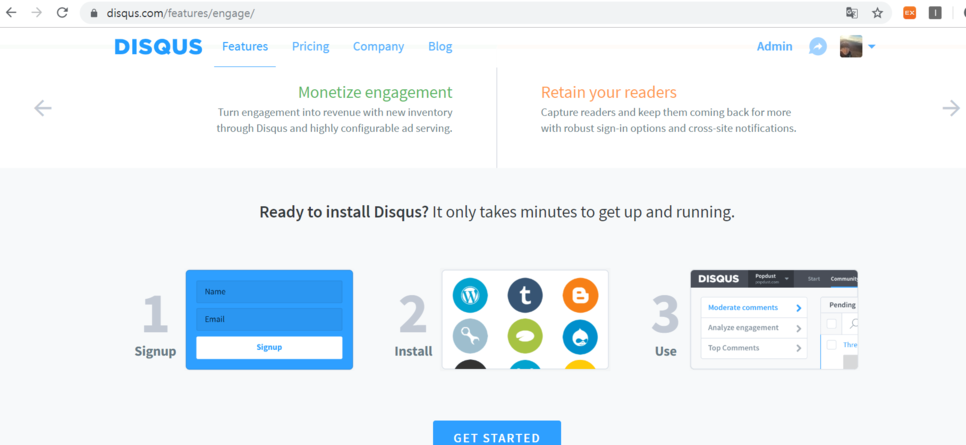 disqus.com/features/engage/
DISQUS Features Pricing Company Blog Admin
Monetize engagement
Turn engagement into revenue with new inventory
through Disqus and highly configurable ad serving.
Retain your readers
Capture readers and keep them coming back for more
with robust sign-in options and cross-site notifications.
Ready to install Disqus? It only takes minutes to get up and running.
1
Signup
Name
Email
Signup
2
Install
3
Use
DISQUS Popdust Start Communit
popdust.com
Moderate comments
Analyze engagement
Top Comments
Pending
Thre
GET STARTED